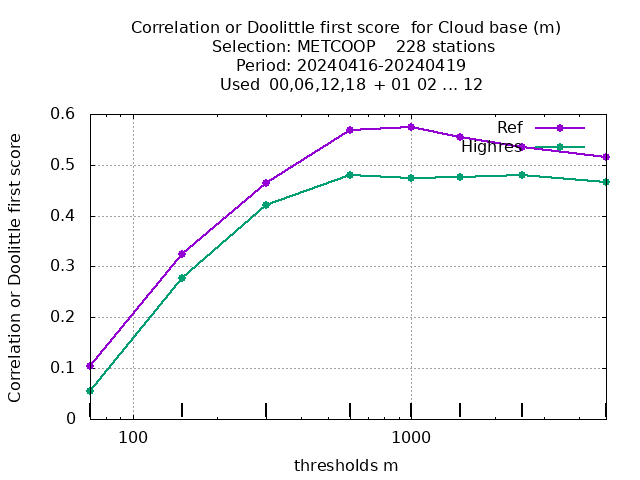 Correlation or Doolittle first score  for Cloud base (m)
Selection: METCOOP    228 stations
Period: 20240416-20240419
Used  00,06,12,18  + 01 02 ... 12
Correlation or Doolittle first score
0.6
0.5
0.4
0.3
0.2
0.1
0
Ref
Highres
100
1000
thresholds m